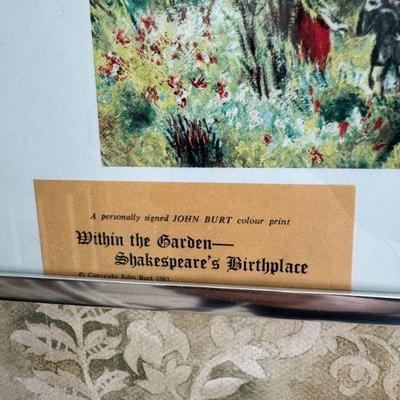 A personally signed JOHN BURT colour print
Within the Garden—
Shakespeare's Birthplace
© Copyright John Burt 1983